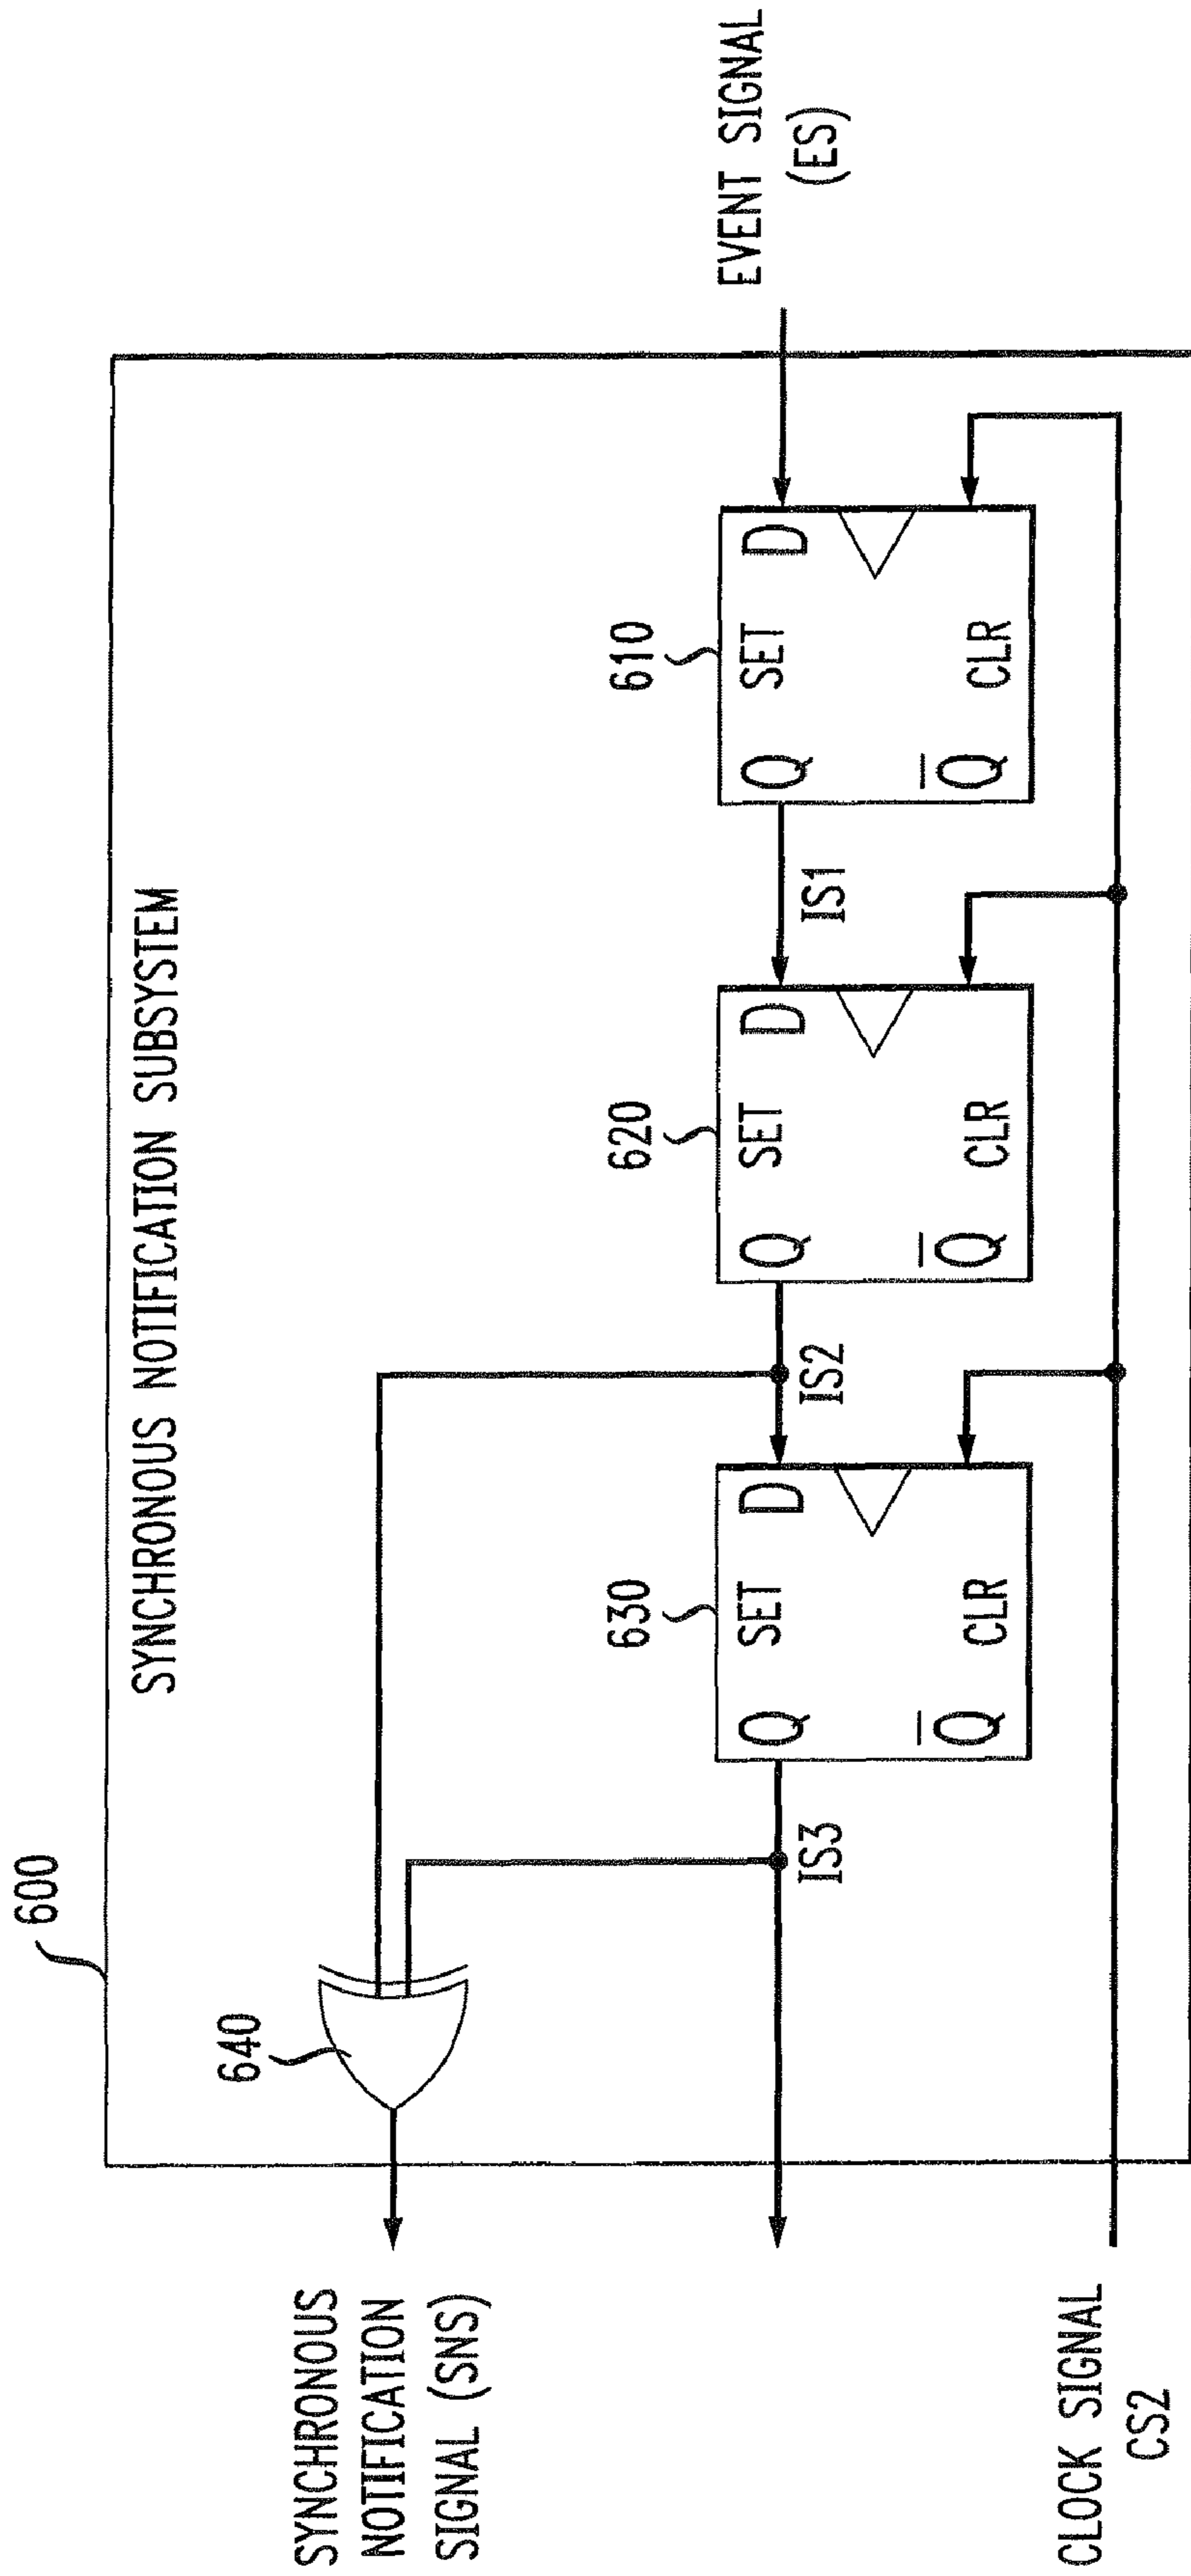 600
SYNCHRONOUS NOTIFICATION SUBSYSTEM
640
SYNCHRONOUS
NOTIFICATION
SIGNAL (SNS)
630
Q
SET
D
Q̅
CLR
IS3
620
Q
SET
D
Q̅
CLR
IS2
610
Q
SET
D
Q̅
CLR
IS1
EVENT SIGNAL
(ES)
CLOCK SIGNAL
CS2